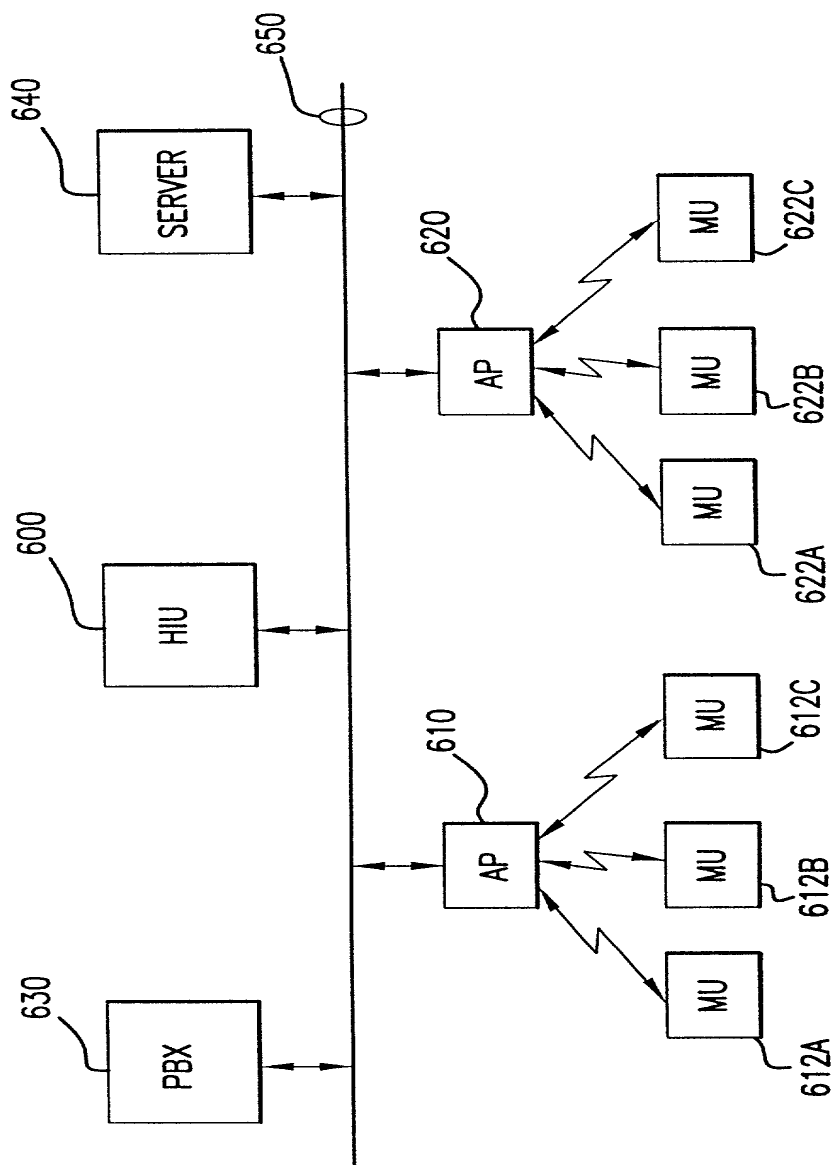 630
PBX
600
HIU
640
SERVER
650
610
AP
620
AP
MU
612A
MU
612B
MU
612C
MU
622A
MU
622B
MU
622C